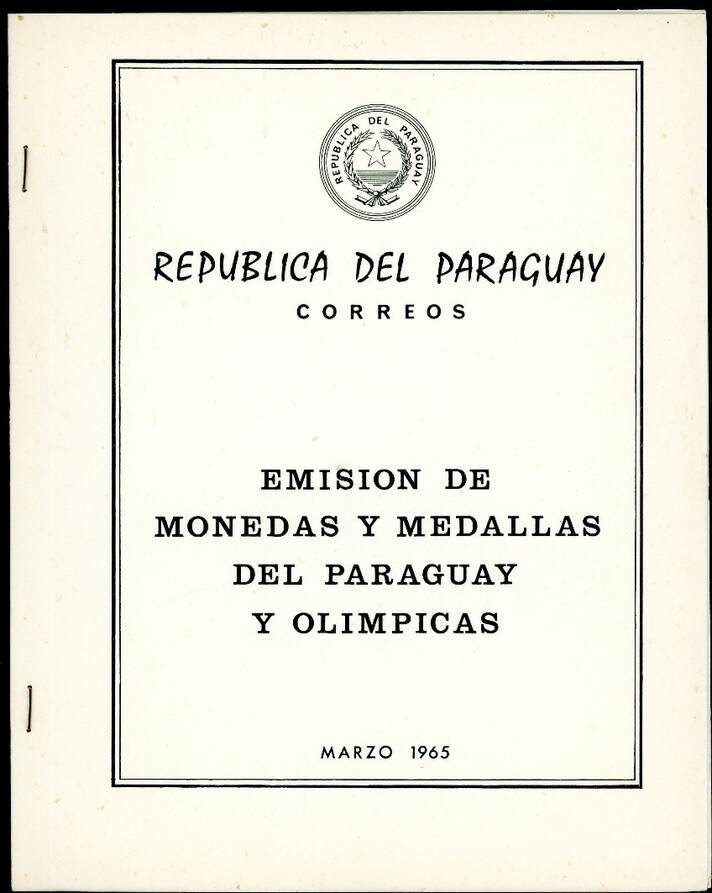 REPUBLICA DEL PARAGUAY
REPUBLICA DEL PARAGUAY
CORREOS
EMISION DE
MONEDAS Y MEDALLAS
DEL PARAGUAY
Y OLIMPICAS
MARZO 1965